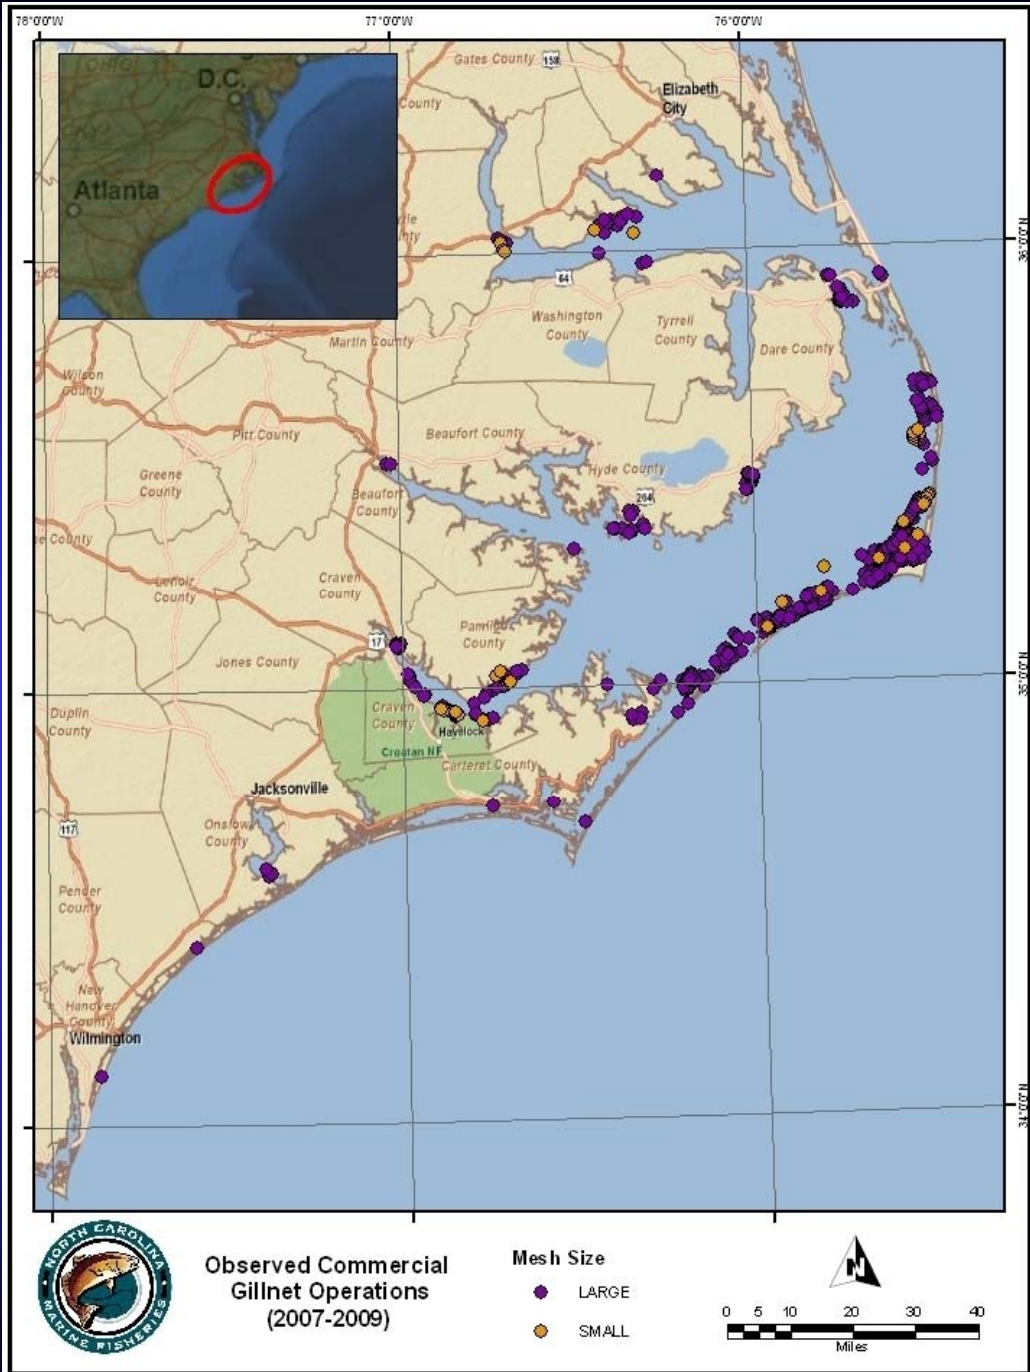 78°0'0"W
77°0'0"W
76°0'0"W
D.C.
Atlanta
Gates County
158
Elizabeth
City
County
36°0'0"N
64
Washington
County
Tyrrell
County
Dare County
Martin County
Wilson
County
Pitt County
Beaufort County
Hyde County
264
Greene
County
Beaufort
County
Lenoir
County
Craven
County
17
Pamlico
County
Jones County
35°0'0"N
Duplin
County
Craven
County
Havelock
Croatan NF
Carteret County
Jacksonville
117
Onslow
County
Pender
County
New
Hanover
County
Wilmington
34°0'0"N
NORTH CAROLINA
MARINE FISHERIES
Observed Commercial
Gillnet Operations
(2007-2009)
Mesh Size
LARGE
SMALL
N
0 5 10 20 30 40
Miles